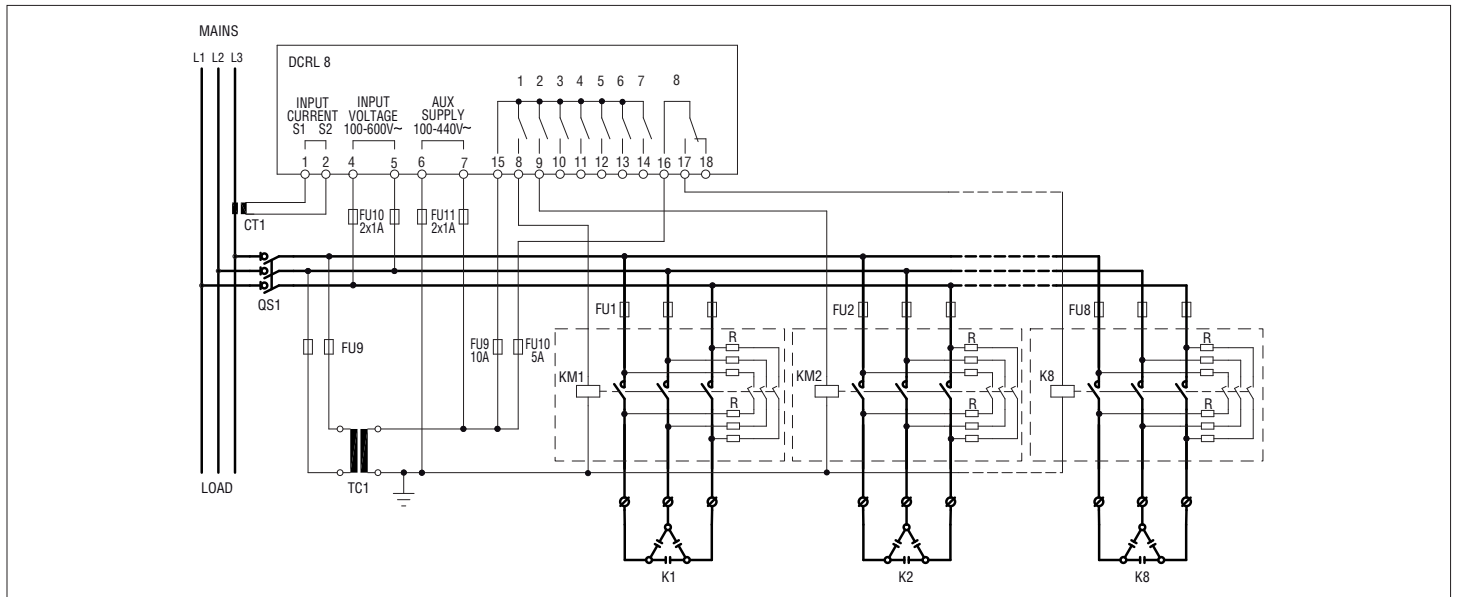 MAINS
L1 L2 L3
DCRL 8
1 2 3 4 5 6 7 8
INPUT CURRENT
S1 S2
INPUT VOLTAGE
100-600V~
AUX SUPPLY
100-440V~
1 2 4 5 6 7 15 8 9 10 11 12 13 14 16 17 18
CT1
FU10
2x1A
FU11
2x1A
QS1
FU9
FU9
10A
FU10
5A
FU1
FU2
FU8
R
R
R
KM1
KM2
K8
R
R
R
LOAD
TC1
K1
K2
K8